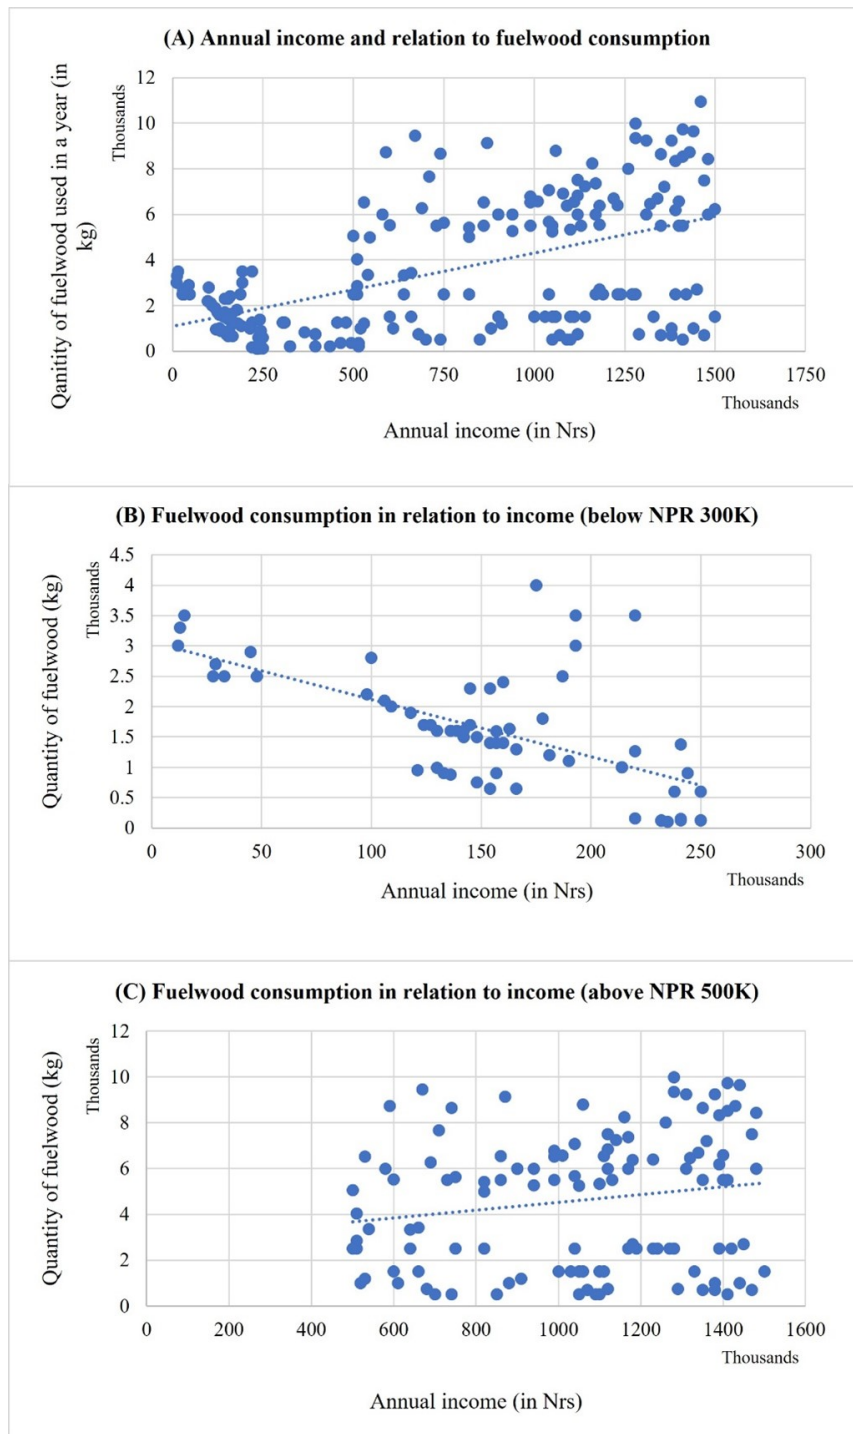 (A) Annual income and relation to fuelwood consumption
Qanitity of fuelwood used in a year (in
kg)
Thousands
12
10
8
6
4
2
0
0 250 500 750 1000 1250 1500 1750
Thousands
Annual income (in Nrs)
(B) Fuelwood consumption in relation to income (below NPR 300K)
Quantity of fuelwood (kg)
Thousands
4.5
4
3.5
3
2.5
2
1.5
1
0.5
0
0 50 100 150 200 250 300
Thousands
Annual income (in Nrs)
(C) Fuelwood consumption in relation to income (above NPR 500K)
Quantity of fuelwood (kg)
Thousands
12
10
8
6
4
2
0
0 200 400 600 800 1000 1200 1400 1600
Thousands
Annual income (in Nrs)